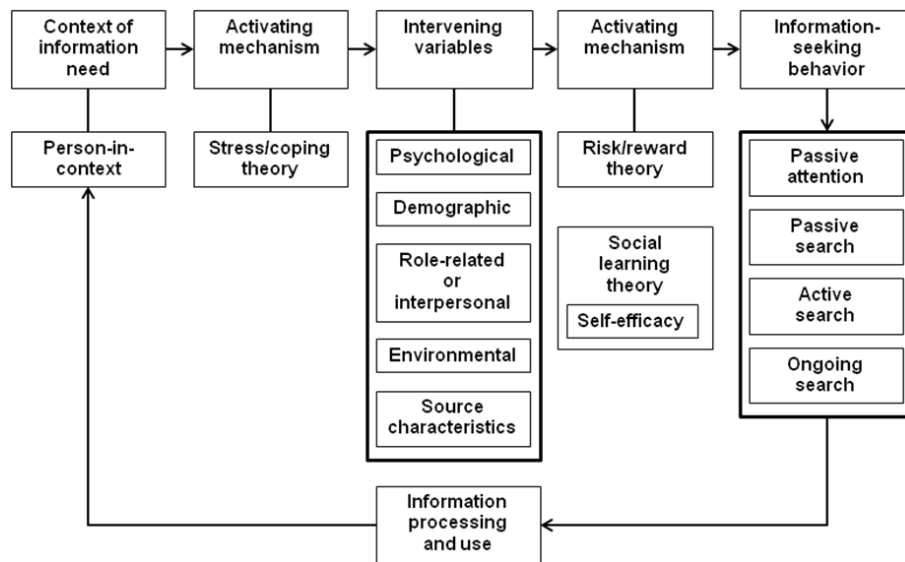 Context of
information
need
Activating
mechanism
Intervening
variables
Activating
mechanism
Information-
seeking
behavior
Person-in-
context
Stress/coping
theory
Psychological
Demographic
Role-related
or
interpersonal
Environmental
Source
characteristics
Risk/reward
theory
Social
learning
theory
Self-efficacy
Passive
attention
Passive
search
Active
search
Ongoing
search
Information
processing
and use